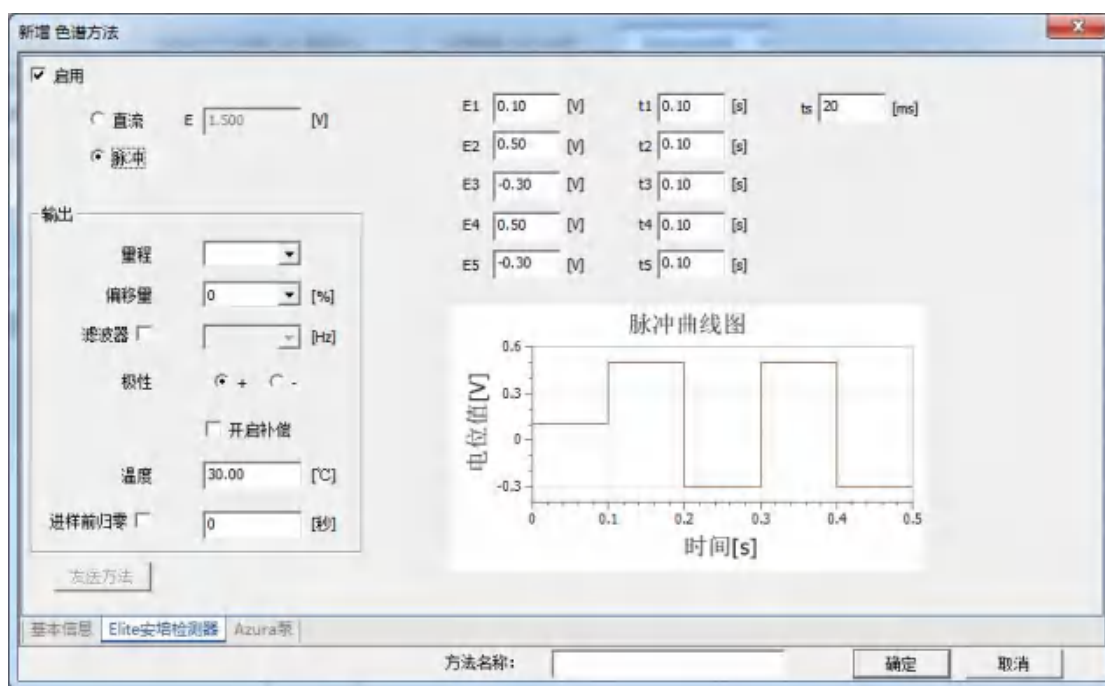 新增 色谱方法
启用
直流 E 1.500 [V]
脉冲
E1 0.10 [V] t1 0.10 [s] ts 20 [ms]
E2 0.50 [V] t2 0.10 [s]
E3 -0.30 [V] t3 0.10 [s]
E4 0.50 [V] t4 0.10 [s]
E5 -0.30 [V] t5 0.10 [s]
输出
量程
偏移量 0 [%]
滤波器 [Hz]
极性 + -
开启补偿
温度 30.00 [℃]
进样前归零 0 [秒]
发送方法
脉冲曲线图
电位值[V]
0.6
0.3
0
-0.3
0 0.1 0.2 0.3 0.4 0.5
时间[s]
基本信息 Elite安培检测器 Azura泵
方法名称： 确定 取消